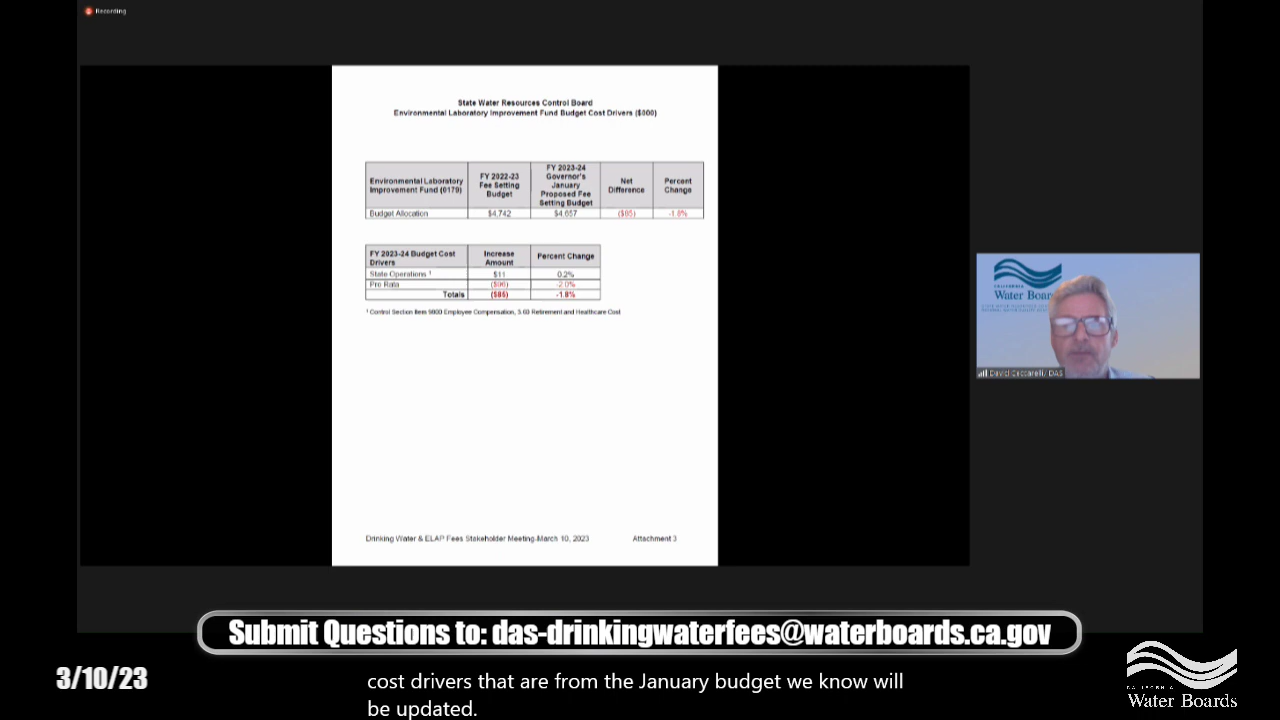 Recording
State Water Resources Control Board
Environmental Laboratory Improvement Fund Budget Cost Drivers ($000)
Environmental Laboratory Improvement Fund (0179) FY 2022-23 Fee Setting Budget FY 2023-24 Governor's January Proposed Fee Setting Budget Net Difference Percent Change
Budget Allocation $4,742 $4,657 ($85) -1.8%
FY 2023-24 Budget Cost Drivers Increase Amount Percent Change
State Operations ¹ $11 0.2%
Pro Rata ($96) -2.0%
Totals ($85) -1.8%
¹ Control Section Item 9800 Employee Compensation, 3.60 Retirement and Healthcare Cost
Drinking Water & ELAP Fees Stakeholder Meeting-March 10, 2023 Attachment 3
CALIFORNIA
Water Boards
David Ceccarelli/ DAS
Submit Questions to: das-drinkingwaterfees@waterboards.ca.gov
3/10/23
cost drivers that are from the January budget we know will
be updated.
CALIFORNIA
Water Boards